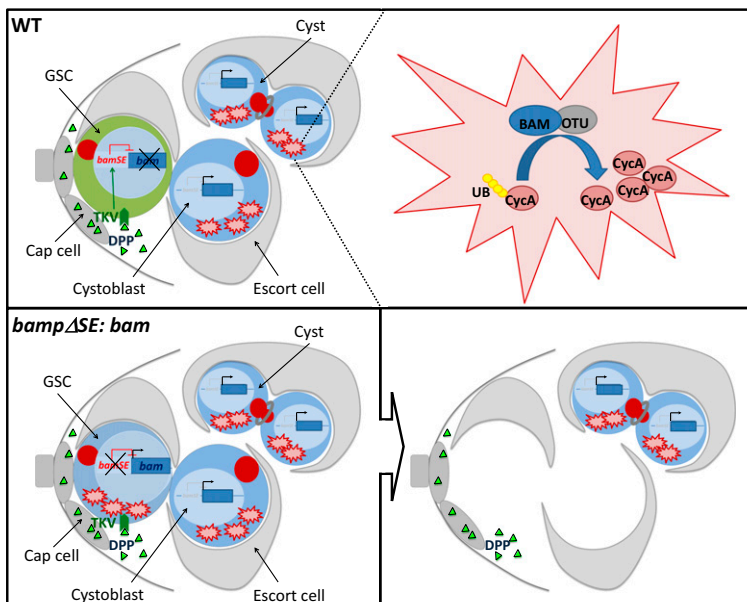 WT
Cyst
GSC
bamSE
bam
TKV
DPP
Cap cell
Cystoblast
Escort cell
BAM
OTU
UB
CycA
CycA
CycA
CycA
CycA
bampΔSE: bam
Cyst
GSC
bamSE
bam
TKV
DPP
Cap cell
Cystoblast
Escort cell
DPP